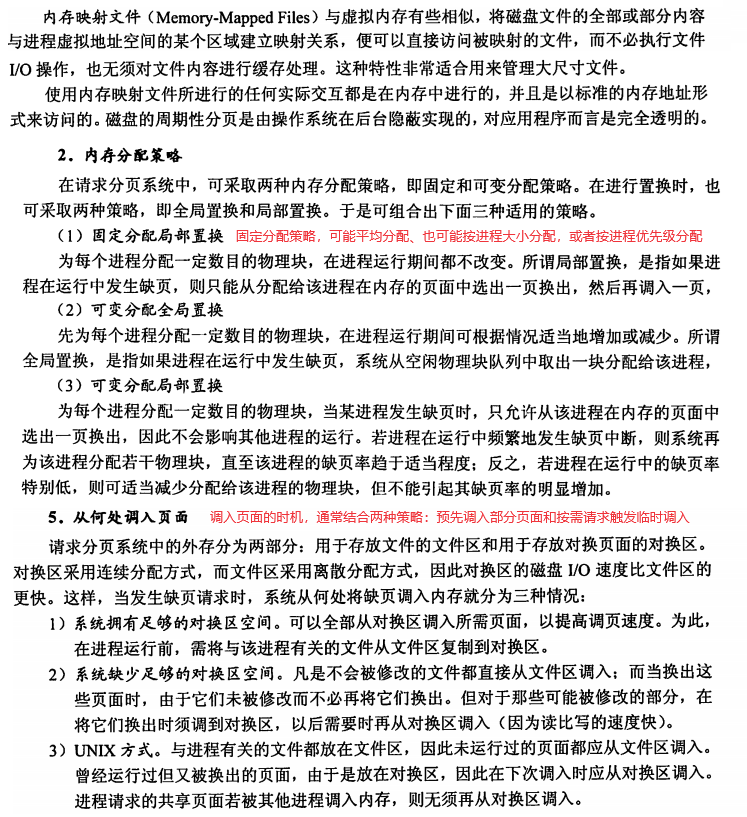 内存映射文件（Memory-Mapped Files）与虚拟内存有些相似，将磁盘文件的全部或部分内容
与进程虚拟地址空间的某个区域建立映射关系，便可以直接访问被映射的文件，而不必执行文件
I/O 操作，也无须对文件内容进行缓存处理。这种特性非常适合用来管理大尺寸文件。
使用内存映射文件所进行的任何实际交互都是在内存中进行的，并且是以标准的内存地址形
式来访问的。磁盘的周期性分页是由操作系统在后台隐蔽实现的，对应用程序而言是完全透明的。
2．内存分配策略
在请求分页系统中，可采取两种内存分配策略，即固定和可变分配策略。在进行置换时，也
可采取两种策略，即全局置换和局部置换。于是可组合出下面三种适用的策略。
（1）固定分配局部置换 固定分配策略，可能平均分配、也可能按进程大小分配，或者按进程优先级分配
为每个进程分配一定数目的物理块，在进程运行期间都不改变。所谓局部置换，是指如果进
程在运行中发生缺页，则只能从分配给该进程在内存的页面中选出一页换出，然后再调入一页，
（2）可变分配全局置换
先为每个进程分配一定数目的物理块，在进程运行期间可根据情况适当地增加或减少。所谓
全局置换，是指如果进程在运行中发生缺页，系统从空闲物理块队列中取出一块分配给该进程，
（3）可变分配局部置换
为每个进程分配一定数目的物理块，当某进程发生缺页时，只允许从该进程在内存的页面中
选出一页换出，因此不会影响其他进程的运行。若进程在运行中频繁地发生缺页中断，则系统再
为该进程分配若干物理块，直至该进程的缺页率趋于适当程度；反之，若进程在运行中的缺页率
特别低，则可适当减少分配给该进程的物理块，但不能引起其缺页率的明显增加。
5．从何处调入页面 调入页面的时机，通常结合两种策略：预先调入部分页面和按需请求触发临时调入
请求分页系统中的外存分为两部分：用于存放文件的文件区和用于存放对换页面的对换区。
对换区采用连续分配方式，而文件区采用离散分配方式，因此对换区的磁盘 I/O 速度比文件区的
更快。这样，当发生缺页请求时，系统从何处将缺页调入内存就分为三种情况：
1）系统拥有足够的对换区空间。可以全部从对换区调入所需页面，以提高调页速度。为此，
在进程运行前，需将与该进程有关的文件从文件区复制到对换区。
2）系统缺少足够的对换区空间。凡是不会被修改的文件都直接从文件区调入；而当换出这
些页面时，由于它们未被修改而不必再将它们换出。但对于那些可能被修改的部分，在
将它们换出时须调到对换区，以后需要时再从对换区调入（因为读比写的速度快）。
3）UNIX 方式。与进程有关的文件都放在文件区，因此未运行过的页面都应从文件区调入。
曾经运行过但又被换出的页面，由于是放在对换区，因此在下次调入时应从对换区调入。
进程请求的共享页面若被其他进程调入内存，则无须再从对换区调入。